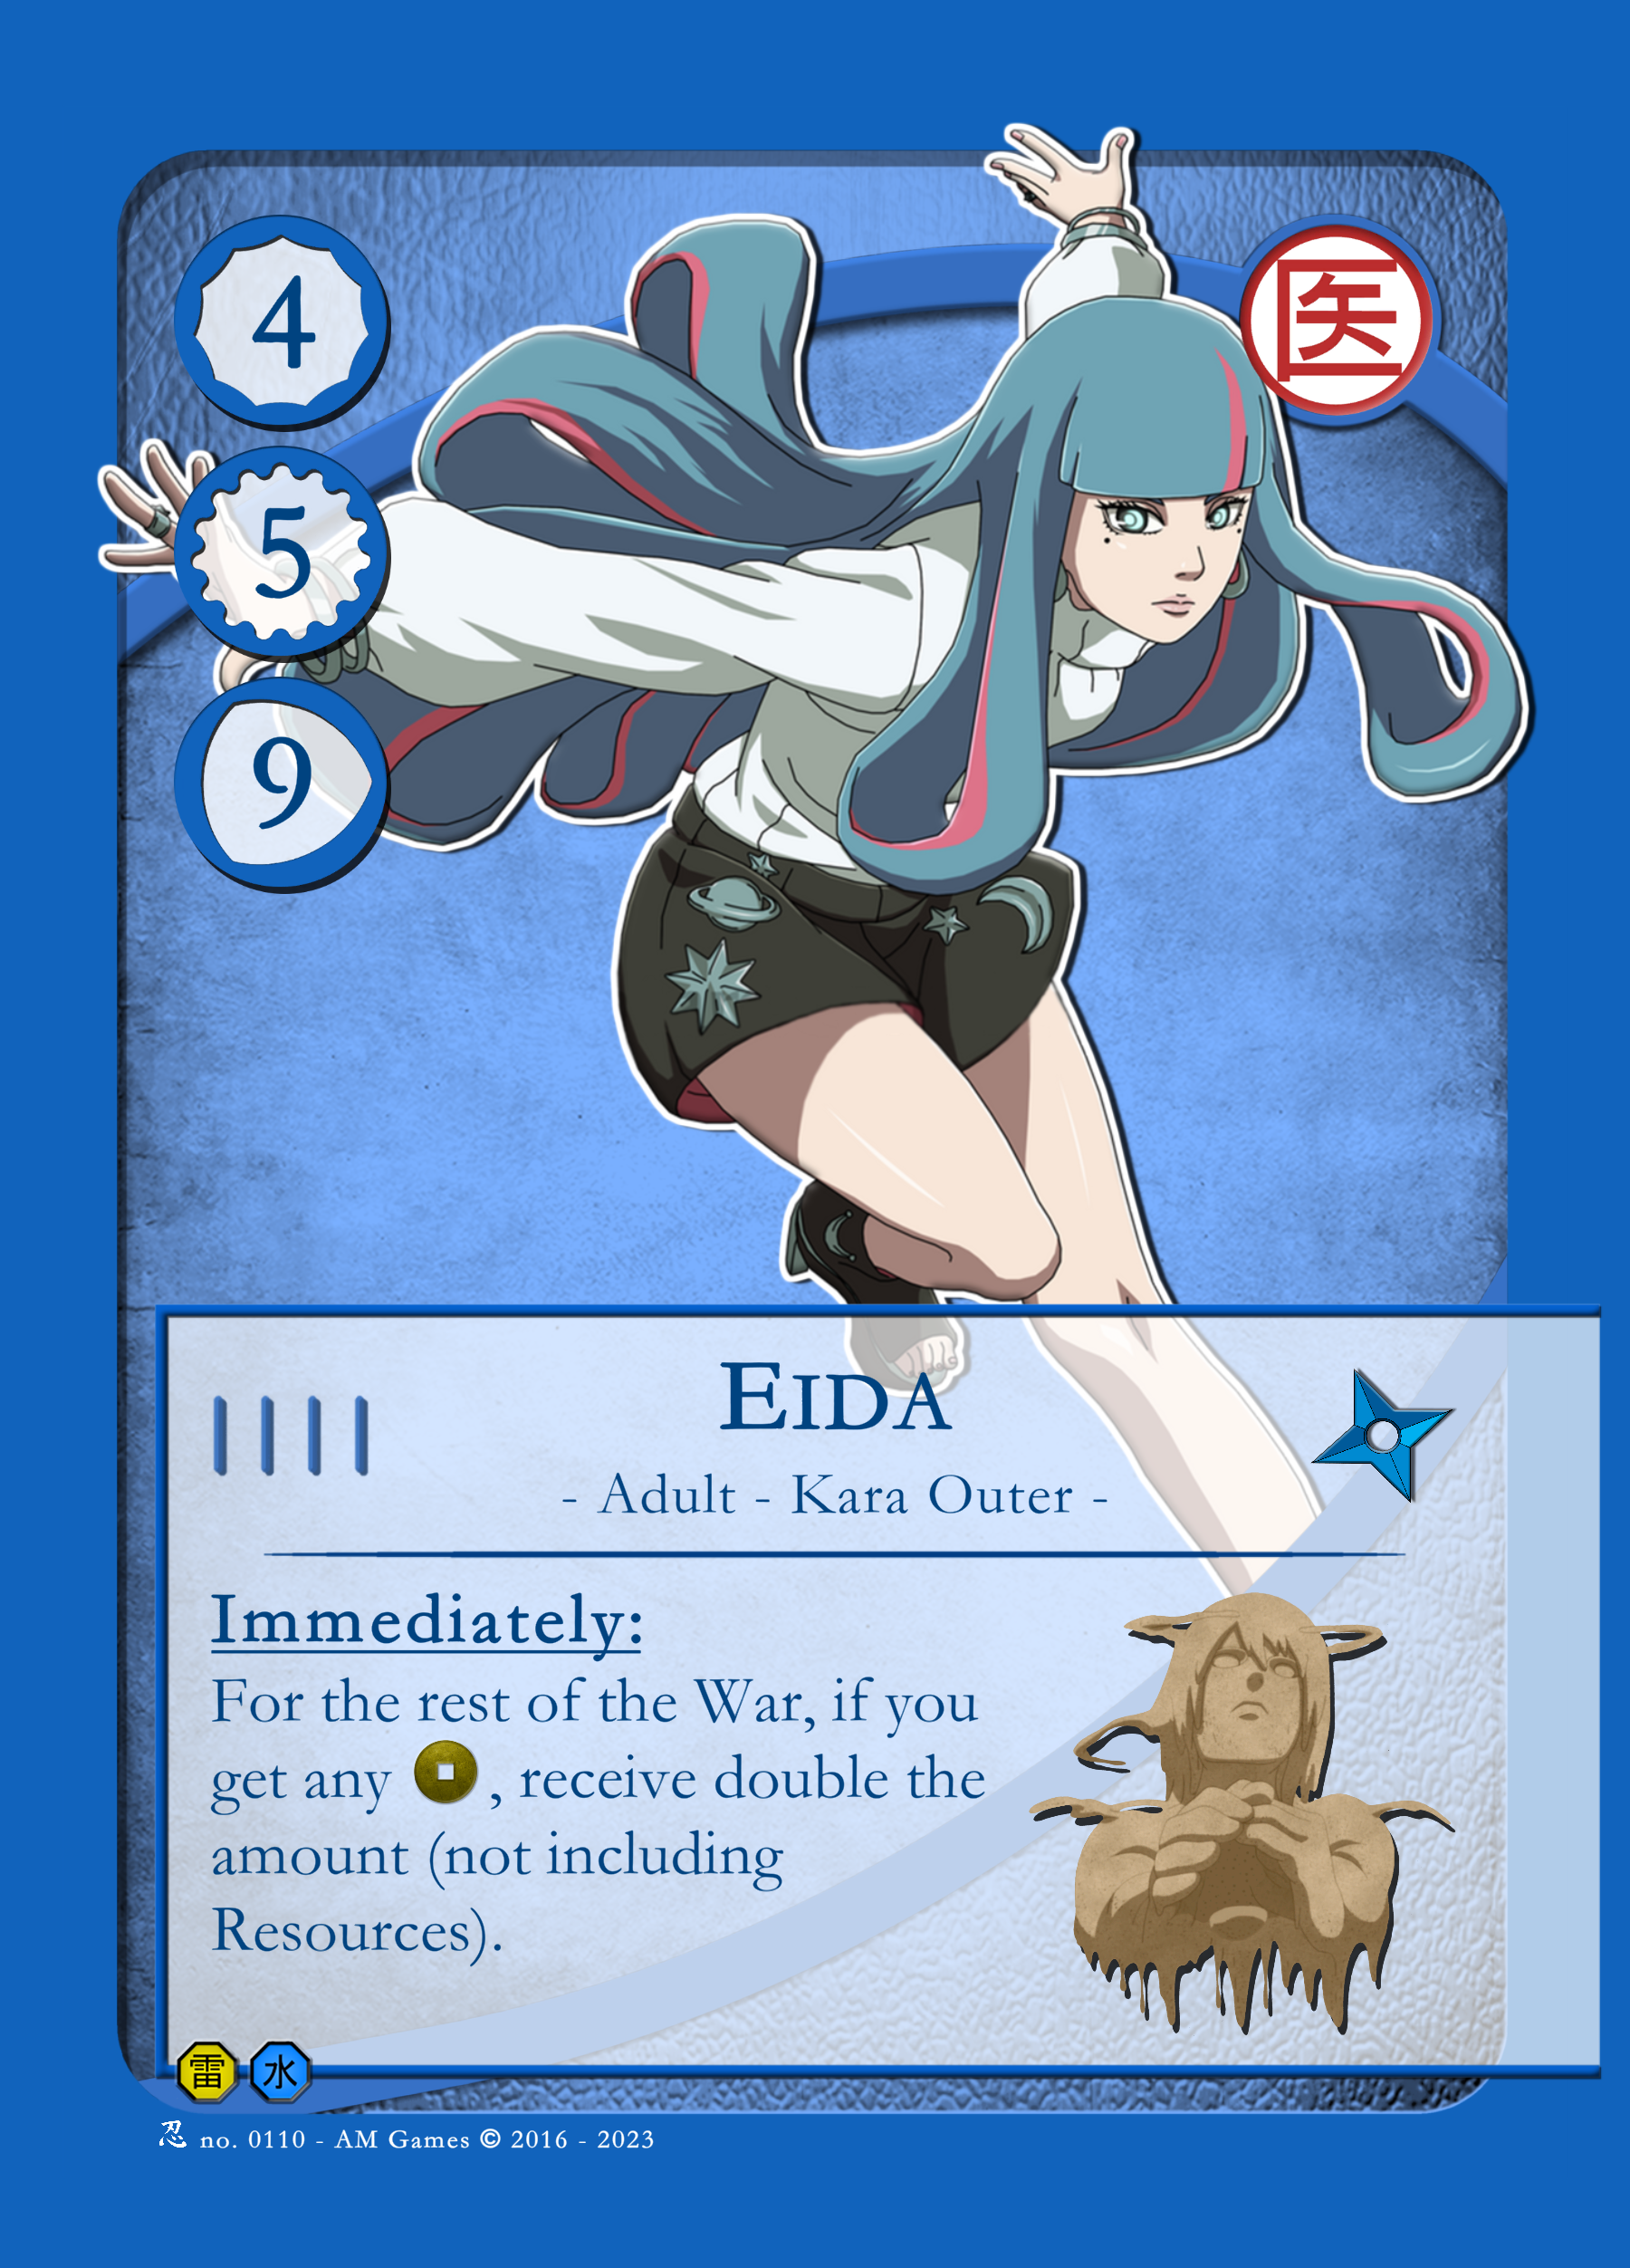 4
医
5
9
EIDA
- Adult - Kara Outer -
Immediately:
For the rest of the War, if you
get any , receive double the
amount (not including
Resources).
雷 水
忍 no. 0110 - AM Games © 2016 - 2023